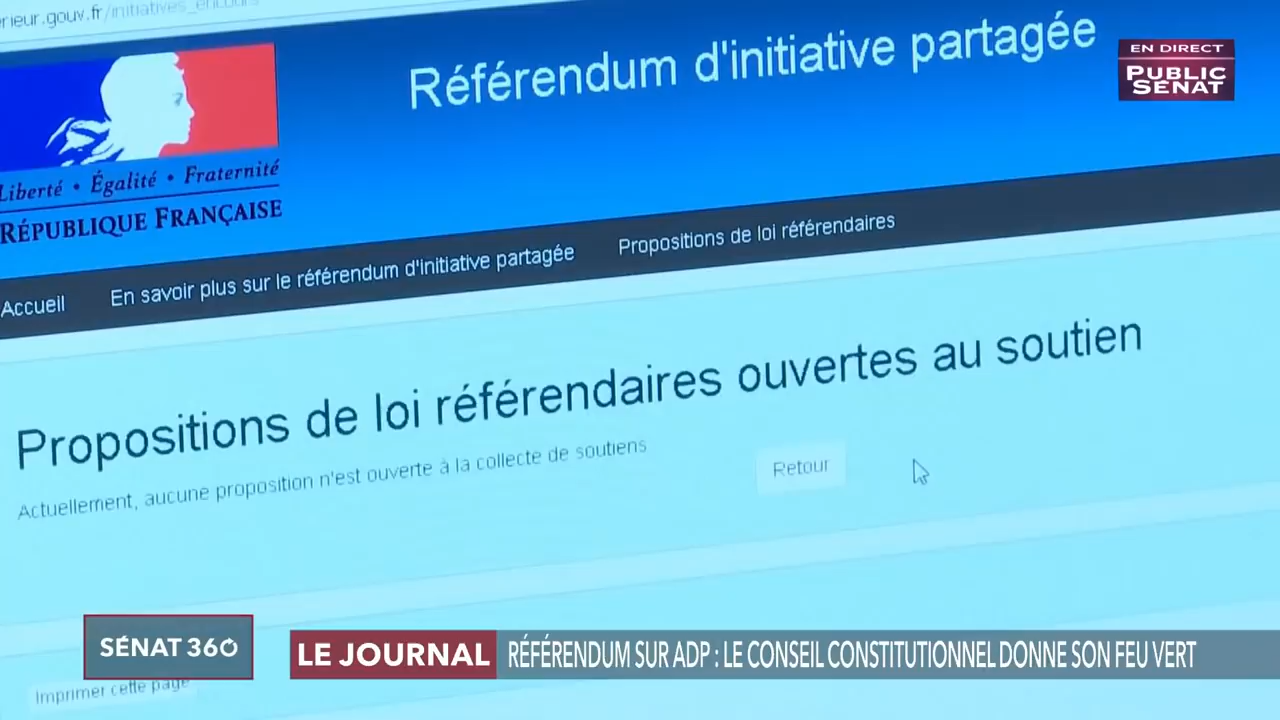 rieur.gouv.fr/initiatives_encours
Référendum d'initiative partagée
EN DIRECT
PUBLIC
SÉNAT
Liberté • Égalité • Fraternité
RÉPUBLIQUE FRANÇAISE
Accueil
En savoir plus sur le référendum d'initiative partagée
Propositions de loi référendaires
Propositions de loi référendaires ouvertes au soutien
Actuellement, aucune proposition n'est ouverte à la collecte de soutiens
Retour
SÉNAT 360
LE JOURNAL
RÉFÉRENDUM SUR ADP : LE CONSEIL CONSTITUTIONNEL DONNE SON FEU VERT
Imprimer cette page